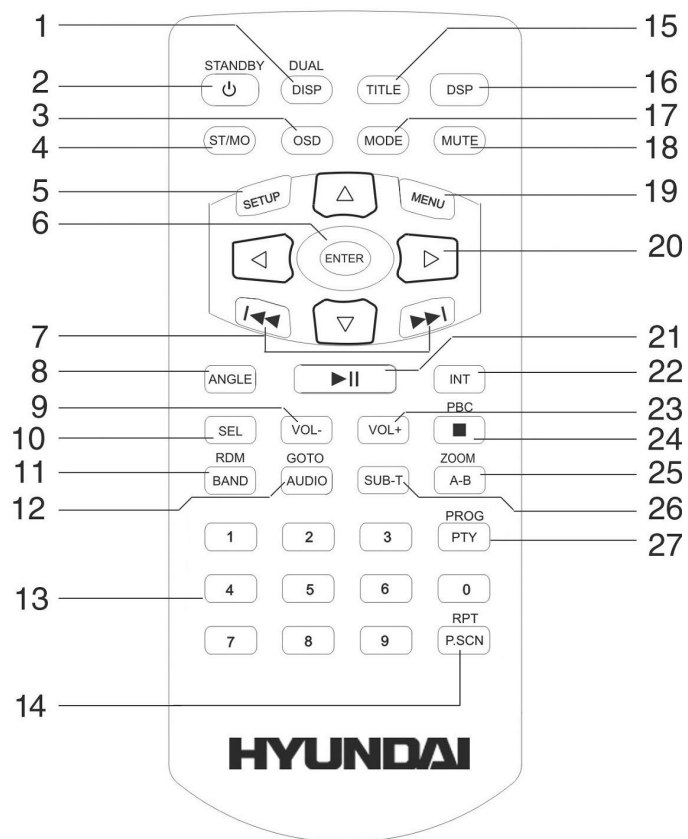 1
15
STANDBY DUAL
2 DISP TITLE DSP 16
3 17
4 ST/MO OSD MODE MUTE 18
5 SETUP MENU 19
6 ENTER 20
7 21
8 ANGLE INT 22
9 PBC 23
10 SEL VOL- VOL+ 24
RDM GOTO ZOOM
11 BAND AUDIO SUB-T A-B 25
12 26
PROG
1 2 3 PTY 27
13 4 5 6 0
RPT
7 8 9 P.SCN
14
HYUNDAI